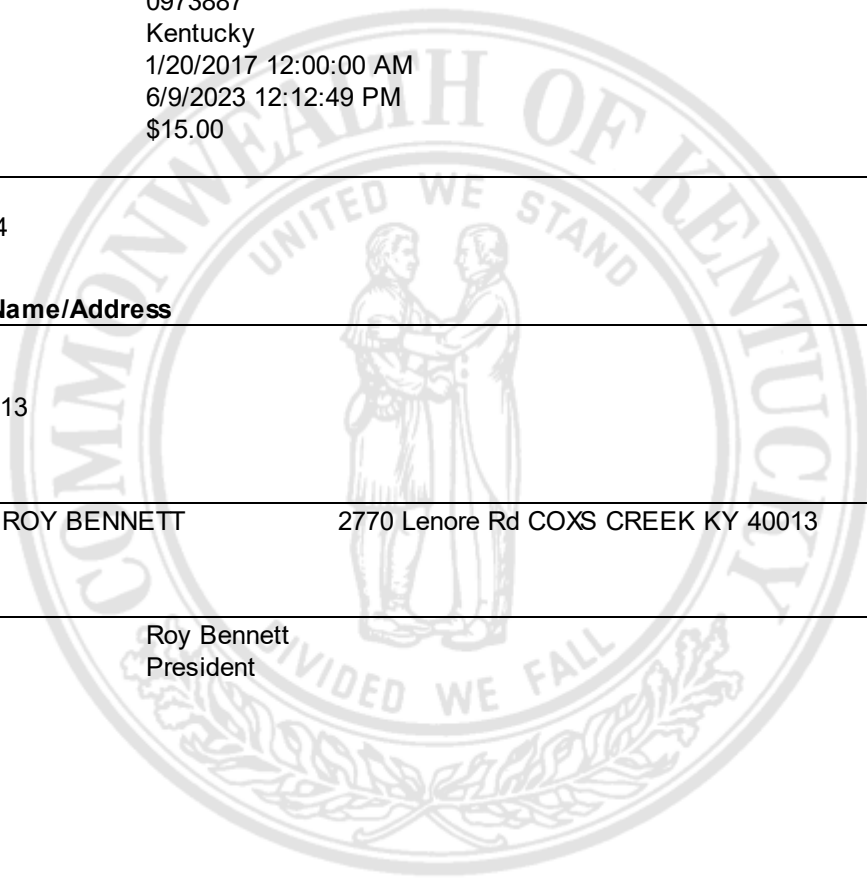 0973887
Kentucky
1/20/2017 12:00:00 AM
6/9/2023 12:12:49 PM
$15.00
4
Name/Address
13
ROY BENNETT 2770 Lenore Rd COXS CREEK KY 40013
Roy Bennett
President
COMMONWEALTH OF KENTUCKY
UNITED WE STAND
DIVIDED WE FALL